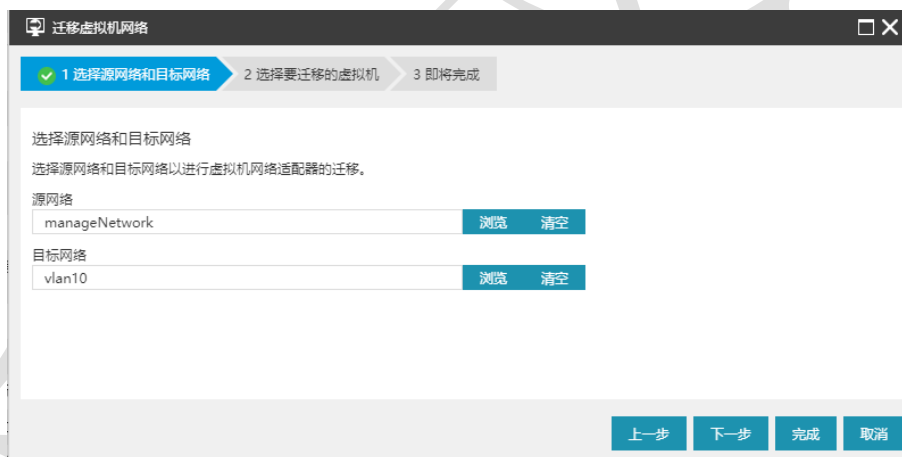 迁移虚拟机网络
1 选择源网络和目标网络 2 选择要迁移的虚拟机 3 即将完成
选择源网络和目标网络
选择源网络和目标网络以进行虚拟机网络适配器的迁移。
源网络
manageNetwork 浏览 清空
目标网络
vlan10 浏览 清空
上一步 下一步 完成 取消